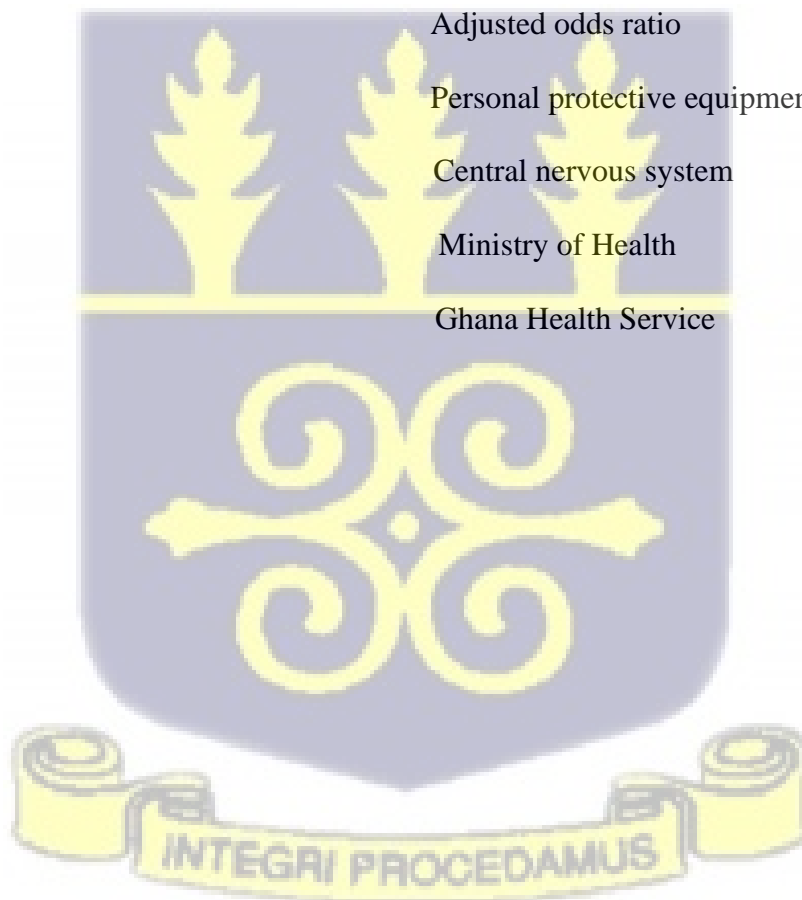 Adjusted odds ratio
Personal protective equipmen
Central nervous system
Ministry of Health
Ghana Health Service
INTEGRI PROCEDAMUS